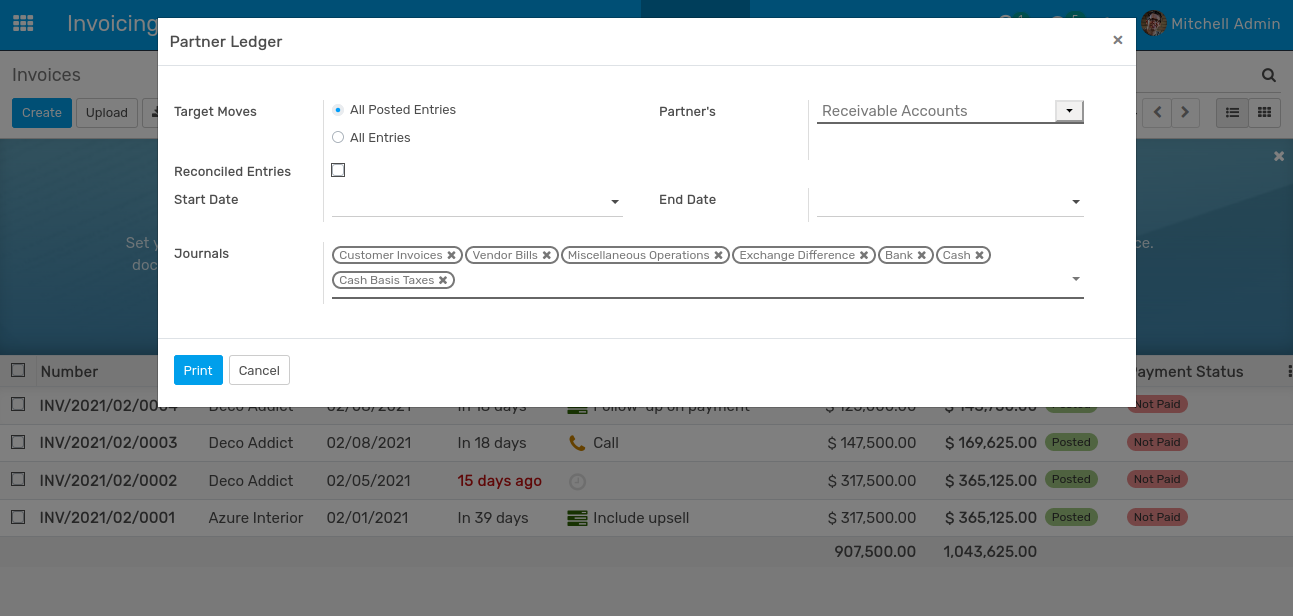 Invoicing
Mitchell Admin
Partner Ledger
×
Invoices
Target Moves
All Posted Entries
Partner's
Receivable Accounts
Create
Upload
All Entries
Reconciled Entries
Start Date
End Date
Journals
Customer Invoices
Vendor Bills
Miscellaneous Operations
Exchange Difference
Bank
Cash
Cash Basis Taxes
Print
Cancel
Number
Payment Status
INV/2021/02/0004 Deco Addict 02/08/2021 In 18 days Follow-up on payment $ 125,000.00 $ 143,750.00 Posted Not Paid
INV/2021/02/0003 Deco Addict 02/08/2021 In 18 days Call $ 147,500.00 $ 169,625.00 Posted Not Paid
INV/2021/02/0002 Deco Addict 02/05/2021 15 days ago $ 317,500.00 $ 365,125.00 Posted Not Paid
INV/2021/02/0001 Azure Interior 02/01/2021 In 39 days Include upsell $ 317,500.00 $ 365,125.00 Posted Not Paid
907,500.00 1,043,625.00